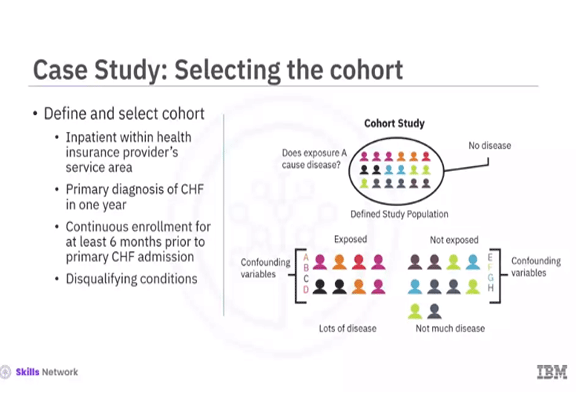 Case Study: Selecting the cohort
• Define and select cohort
• Inpatient within health
insurance provider's
service area
• Primary diagnosis of CHF
in one year
• Continuous enrollment for
at least 6 months prior to
primary CHF admission
• Disqualifying conditions
Cohort Study
Does exposure A
cause disease?
No disease
Defined Study Population
Exposed
Not exposed
Confounding
variables
A
B
C
D
E
F
G
H
Confounding
variables
Lots of disease
Not much disease
Skills Network
IBM